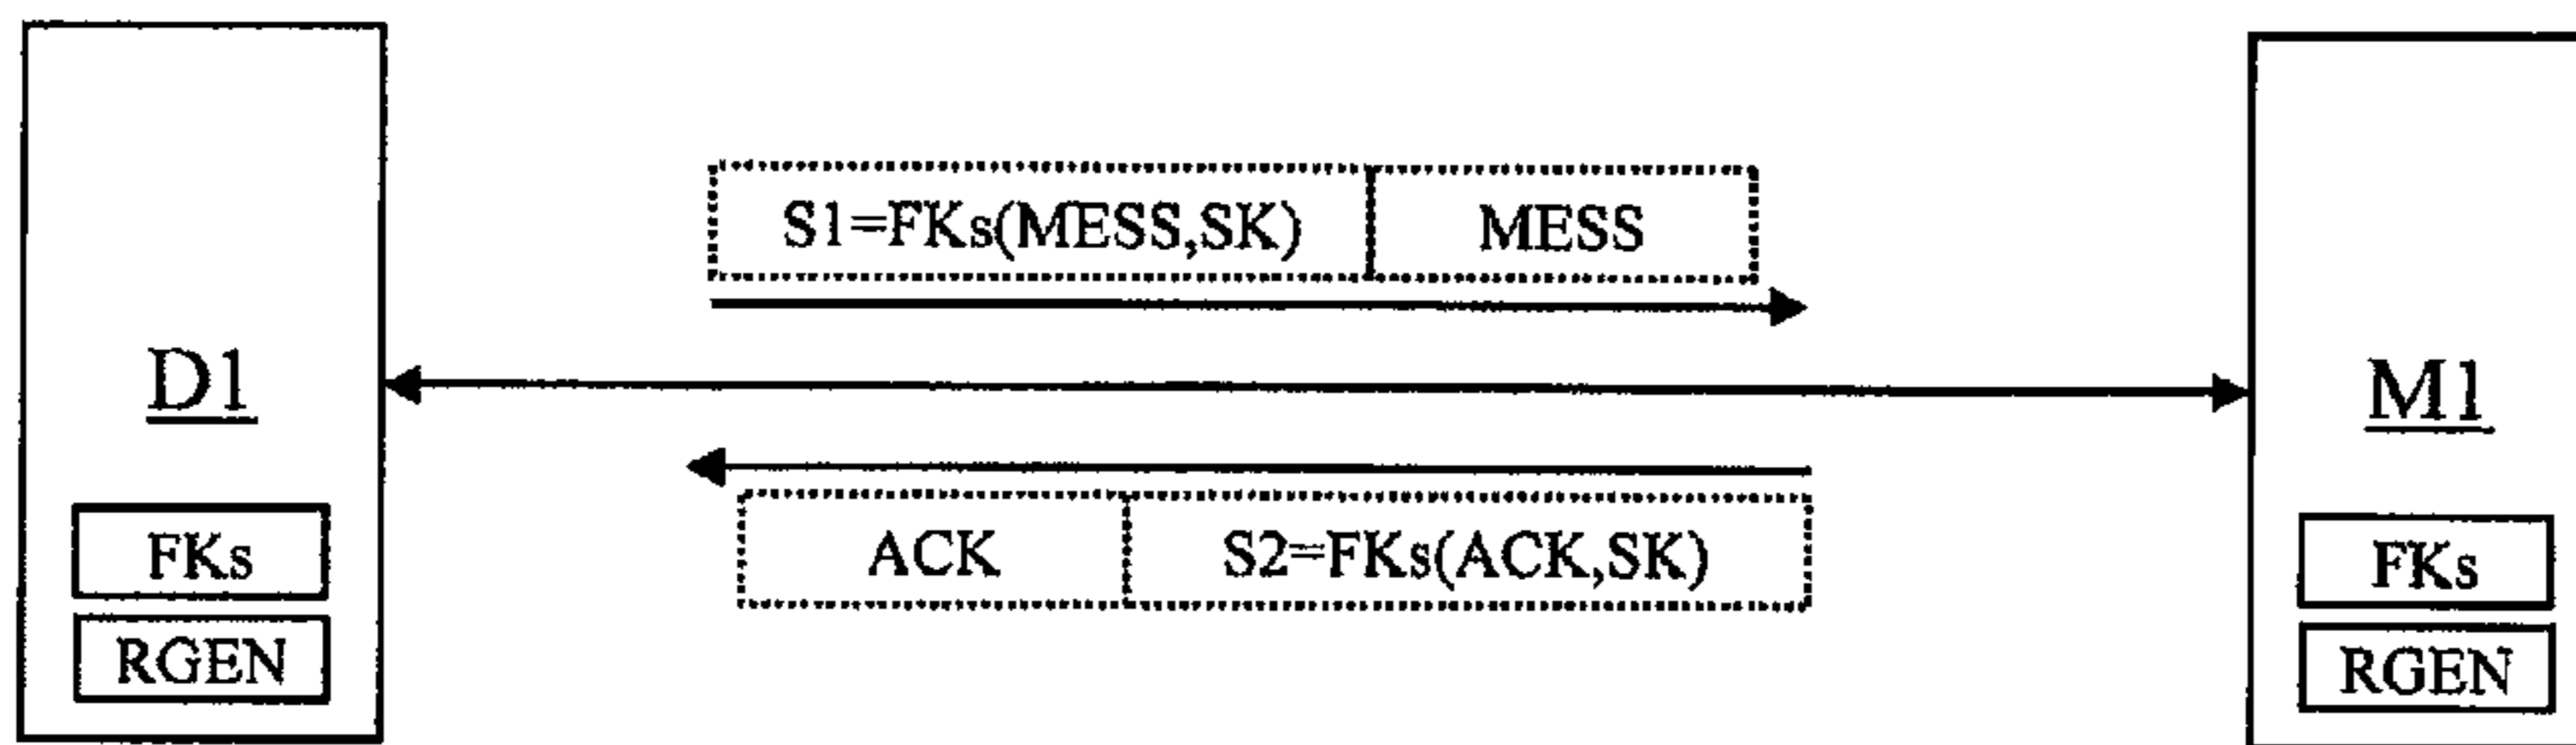 S1=FKs(MESS,SK) MESS
D1
M1
ACK S2=FKs(ACK,SK)
FKs
RGEN
FKs
RGEN